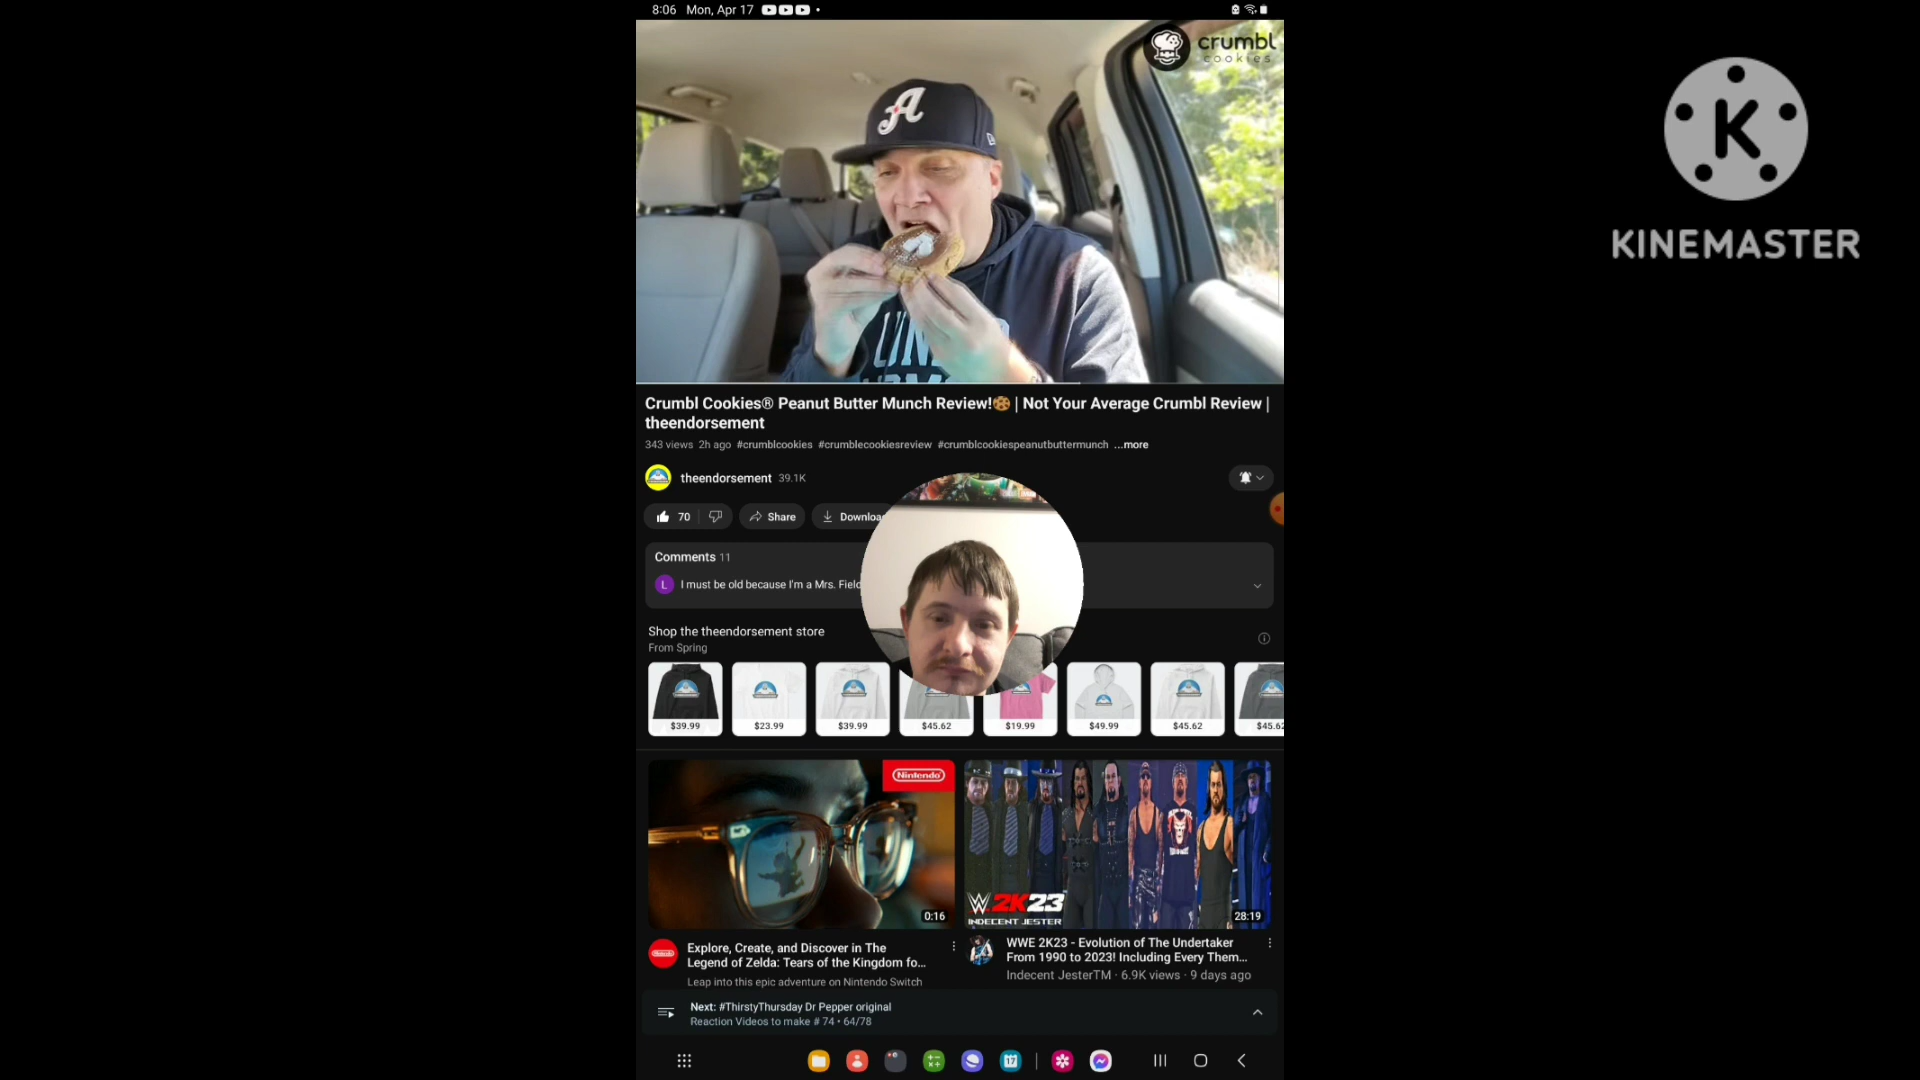 8:06 Mon, Apr 17
crumbl
cookies
A
KINEMASTER
K
Crumbl Cookies® Peanut Butter Munch Review!🍪 | Not Your Average Crumbl Review |
theendorsement
343 views 2h ago #crumblcookies #crumblecookiesreview #crumblcookiespeanutbuttermunch ...more
theendorsement 39.1K
70 Share Downloa
Comments 11
L I must be old because I'm a Mrs. Field
Shop the theendorsement store
From Spring
$39.99 $23.99 $39.99 $45.62 $19.99 $49.99 $45.62 $45.62
Nintendo
0:16
W 2K23
INDECENT JESTER
28:19
Explore, Create, and Discover in The
Legend of Zelda: Tears of the Kingdom fo...
Leap into this epic adventure on Nintendo Switch
WWE 2K23 - Evolution of The Undertaker
From 1990 to 2023! Including Every Them...
Indecent JesterTM · 6.9K views · 9 days ago
Next: #ThirstyThursday Dr Pepper original
Reaction Videos to make # 74 • 64/78
17